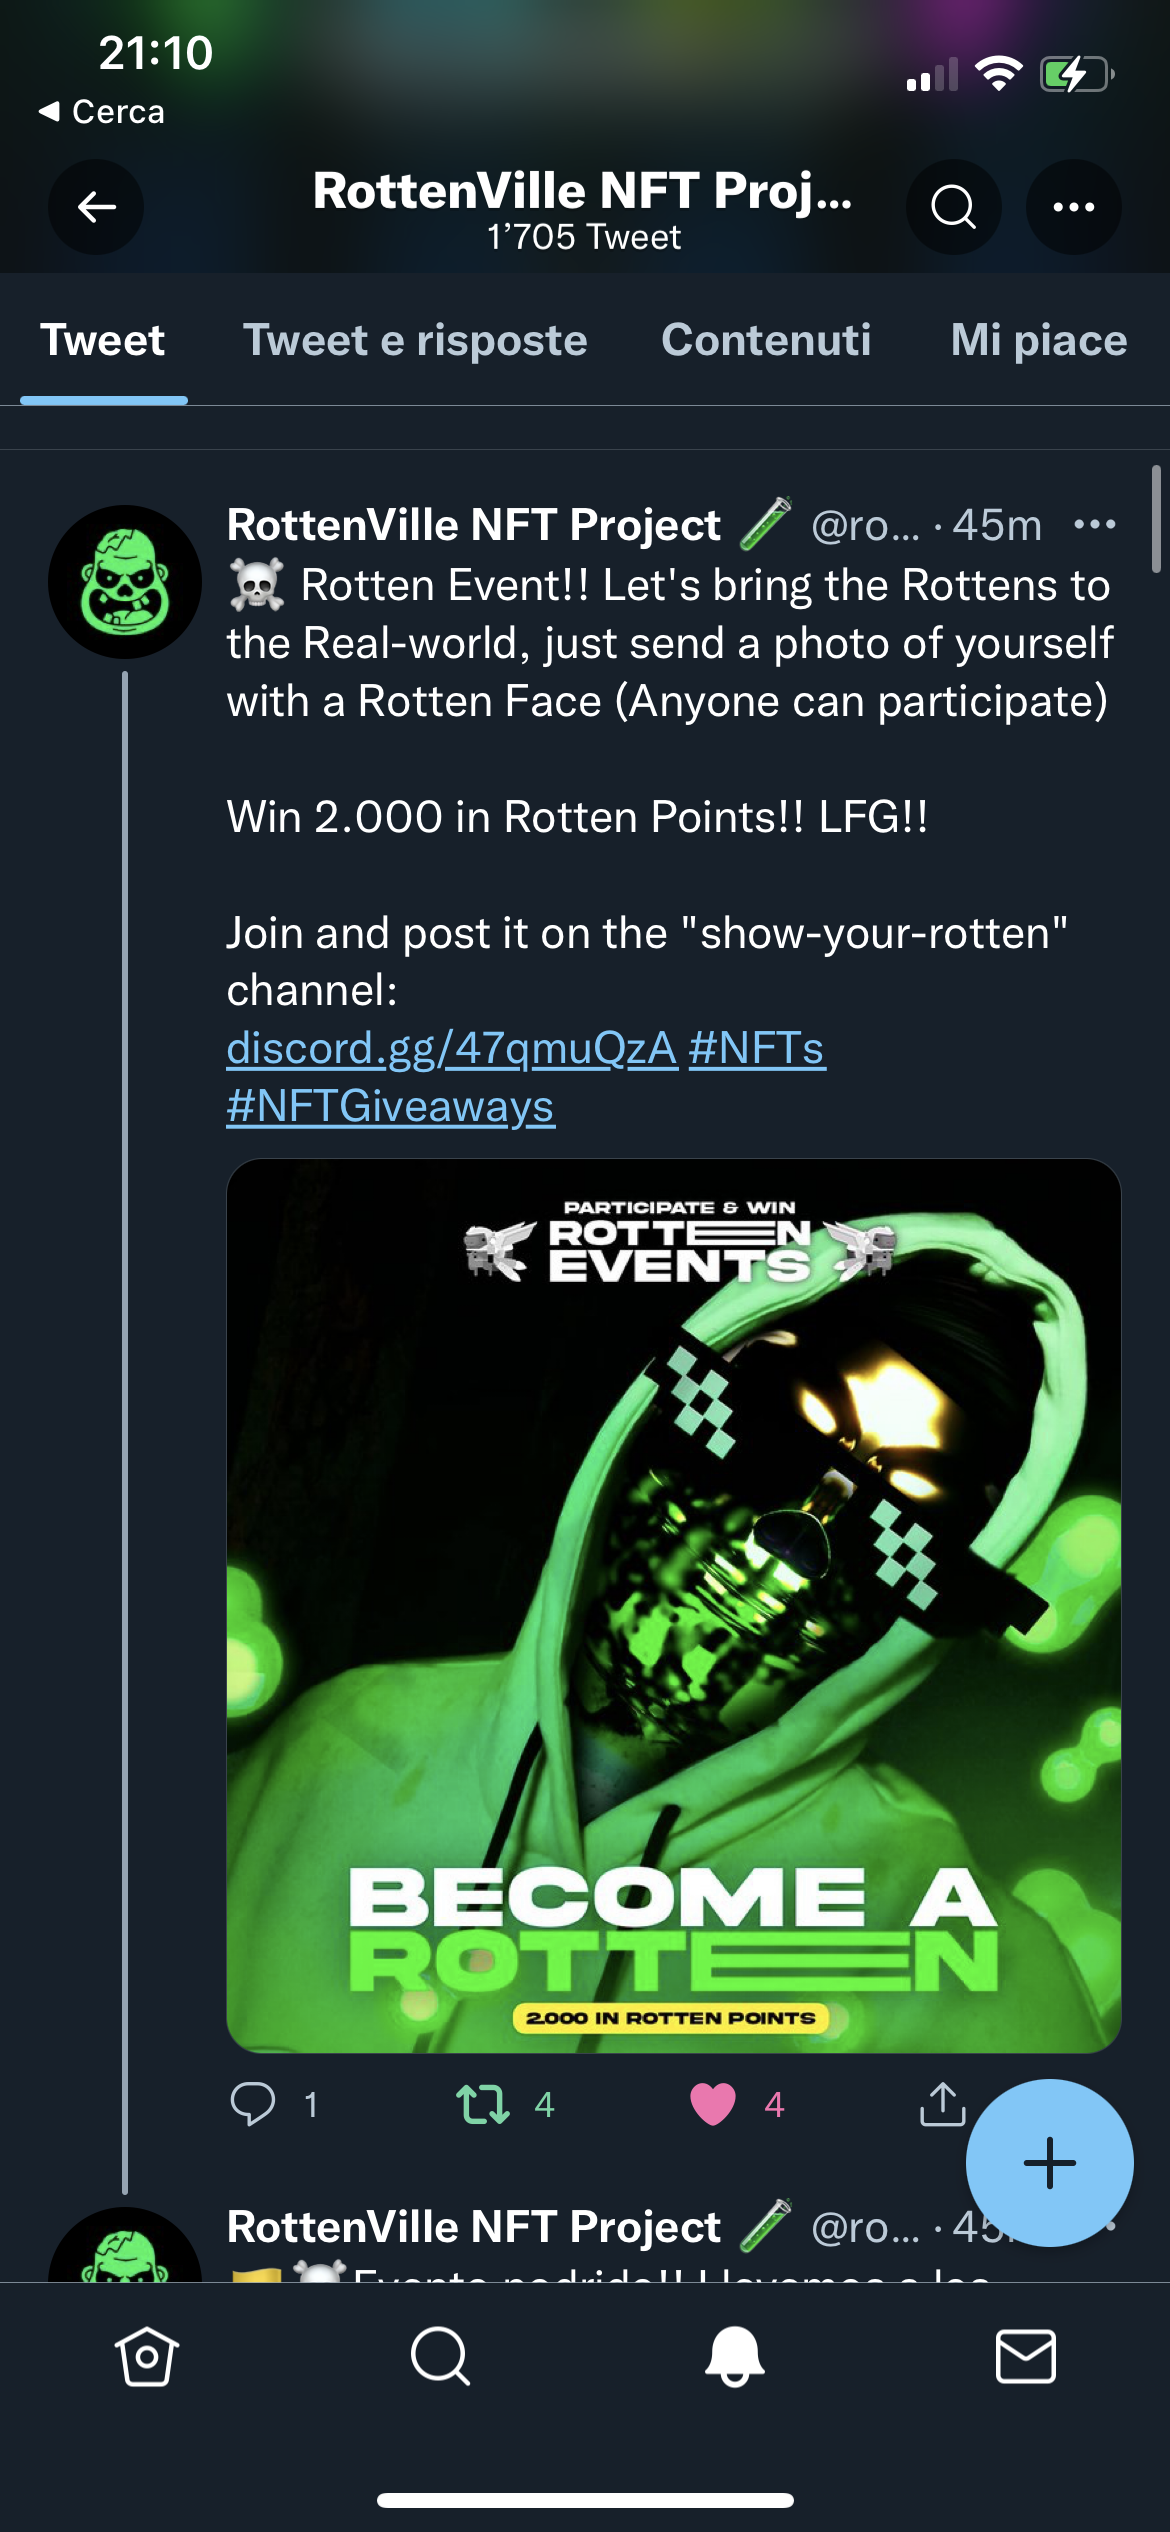 21:10
Cerca
RottenVille NFT Proj...
1’705 Tweet
Tweet
Tweet e risposte
Contenuti
Mi piace
RottenVille NFT Project @ro... · 45m
Rotten Event!! Let's bring the Rottens to
the Real-world, just send a photo of yourself
with a Rotten Face (Anyone can participate)
Win 2.000 in Rotten Points!! LFG!!
Join and post it on the "show-your-rotten"
channel:
discord.gg/47qmuQzA #NFTs
#NFTGiveaways
PARTICIPATE & WIN
ROTTEN
EVENTS
BECOME A
ROTTEN
2.000 IN ROTTEN POINTS
1
4
4
RottenVille NFT Project @ro... · 45